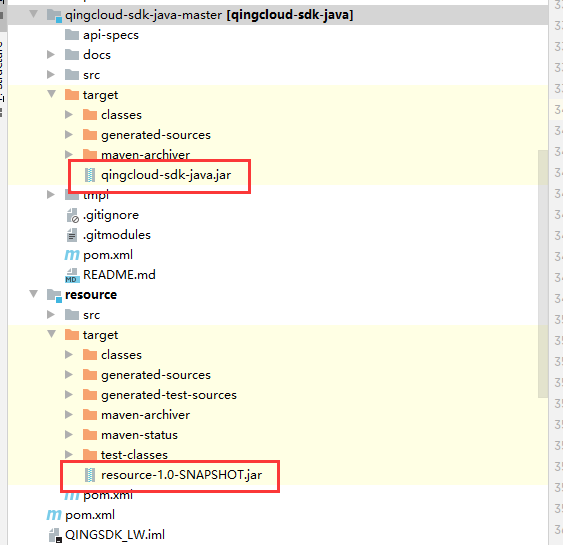 qingcloud-sdk-java-master [qingcloud-sdk-java]
api-specs
docs
src
target
classes
generated-sources
maven-archiver
qingcloud-sdk-java.jar
tmpl
.gitignore
.gitmodules
pom.xml
MD README.md
resource
src
target
classes
generated-sources
generated-test-sources
maven-archiver
maven-status
test-classes
resource-1.0-SNAPSHOT.jar
pom.xml
pom.xml
QINGSDK_LW.iml